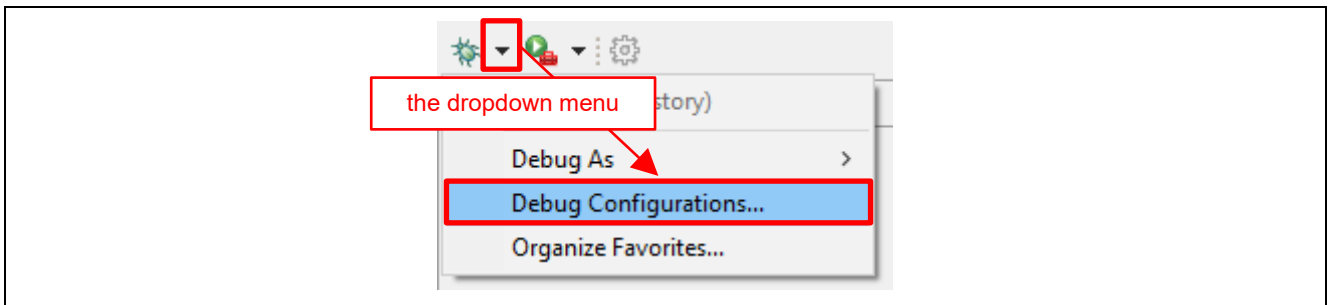 the dropdown menu
story)
Debug As
Debug Configurations...
Organize Favorites...